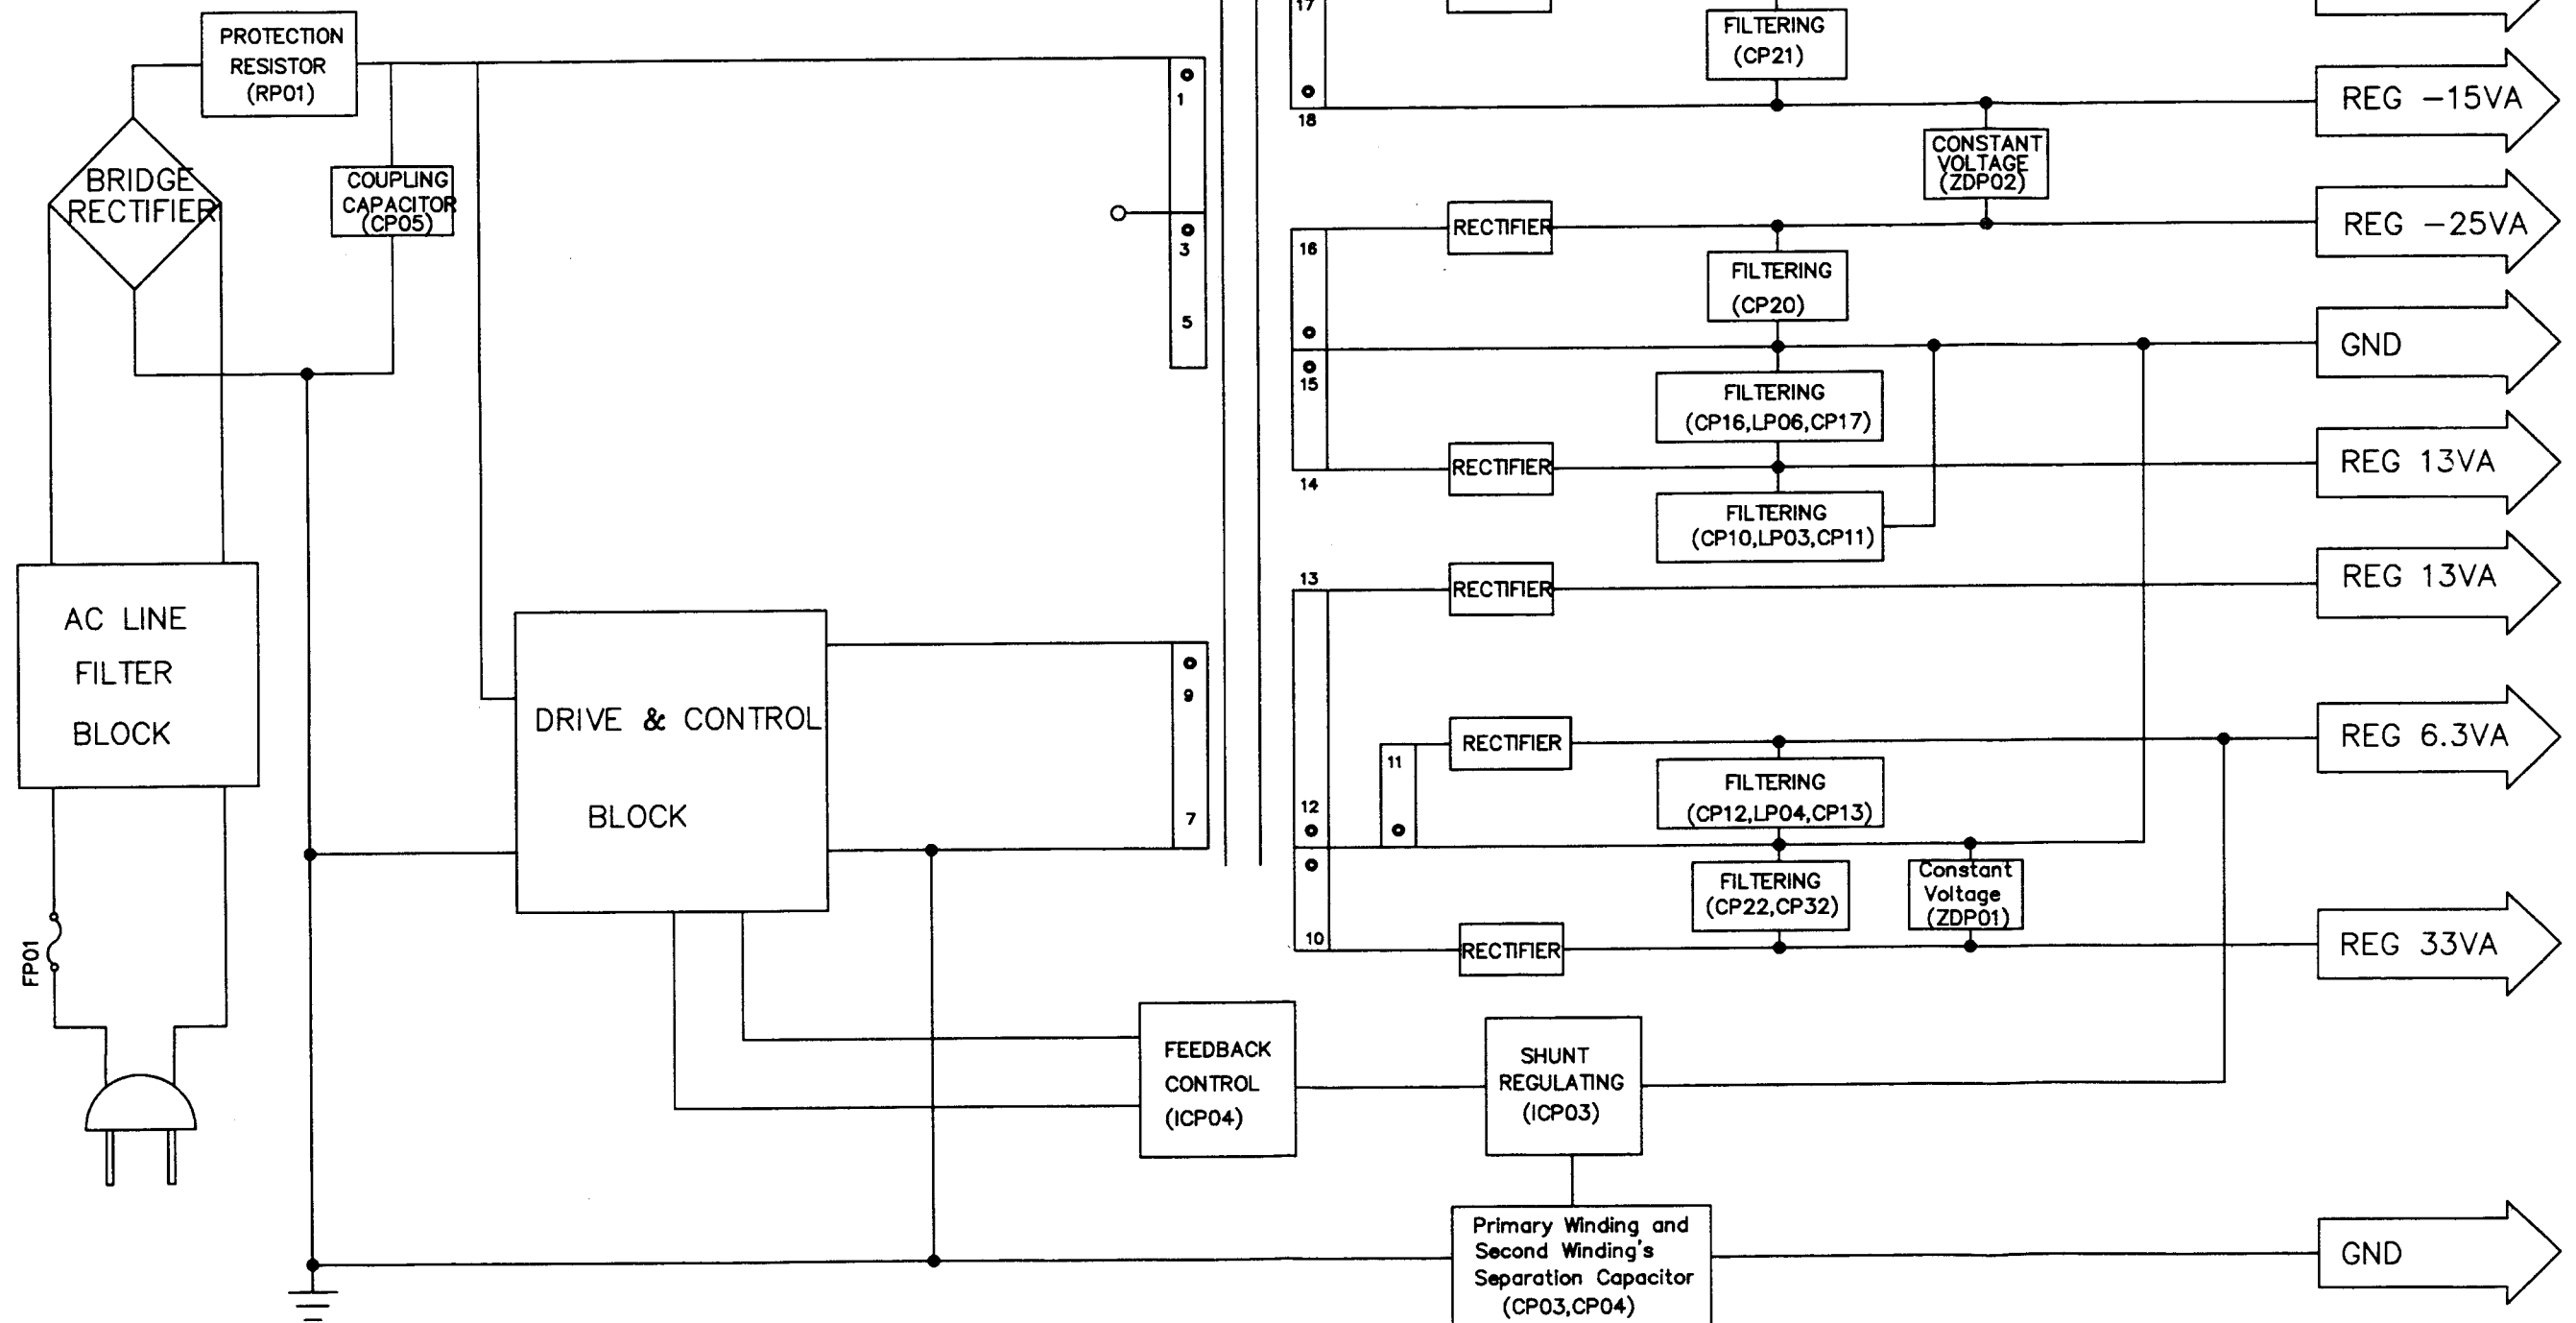 PROTECTION
RESISTOR
(RP01)
BRIDGE
RECTIFIER
COUPLING
CAPACITOR
(CP05)
AC LINE
FILTER
BLOCK
FP01
DRIVE & CONTROL
BLOCK
1
3
5
9
7
FEEDBACK
CONTROL
(ICP04)
SHUNT
REGULATING
(ICP03)
Primary Winding and
Second Winding's
Separation Capacitor
(CP03,CP04)
17
18
16
15
14
13
12
11
10
FILTERING
(CP21)
CONSTANT
VOLTAGE
(ZDP02)
RECTIFIER
FILTERING
(CP20)
FILTERING
(CP16,LP06,CP17)
RECTIFIER
FILTERING
(CP10,LP03,CP11)
RECTIFIER
RECTIFIER
FILTERING
(CP12,LP04,CP13)
FILTERING
(CP22,CP32)
Constant
Voltage
(ZDP01)
RECTIFIER
REG -15VA
REG -25VA
GND
REG 13VA
REG 13VA
REG 6.3VA
REG 33VA
GND